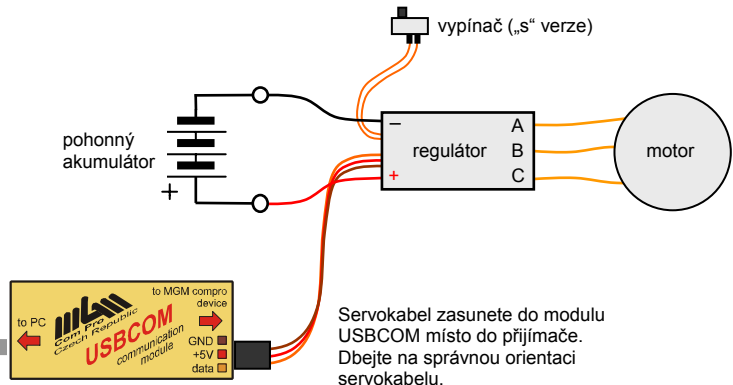 vypínač („s“ verze)
pohonný
akumulátor
+
−
+
regulátor
A
B
C
motor
to PC
mgm
Com Pro
Czech Republic
USBCOM
communication
module
to MGM compro
device
GND
+5V
data
Servokabel zasunete do modulu
USBCOM místo do přijímače.
Dbejte na správnou orientaci
servokabelu.